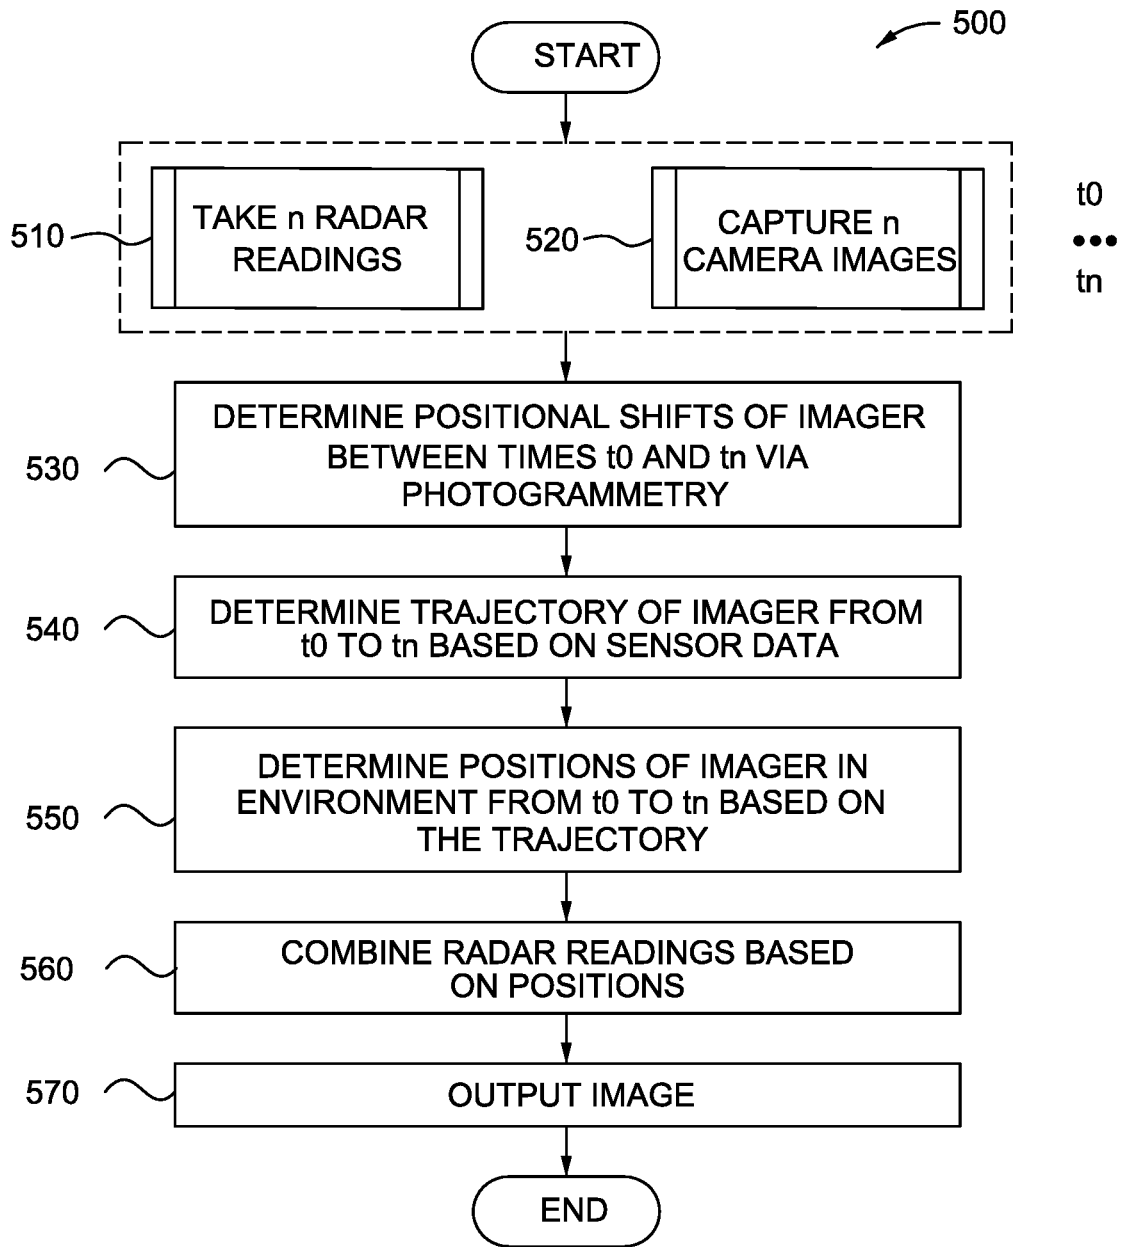 500
START
510
TAKE n RADAR
READINGS
520
CAPTURE n
CAMERA IMAGES
t0
•••
tn
530
DETERMINE POSITIONAL SHIFTS OF IMAGER
BETWEEN TIMES t0 AND tn VIA
PHOTOGRAMMETRY
540
DETERMINE TRAJECTORY OF IMAGER FROM
t0 TO tn BASED ON SENSOR DATA
550
DETERMINE POSITIONS OF IMAGER IN
ENVIRONMENT FROM t0 TO tn BASED ON
THE TRAJECTORY
560
COMBINE RADAR READINGS BASED
ON POSITIONS
570
OUTPUT IMAGE
END